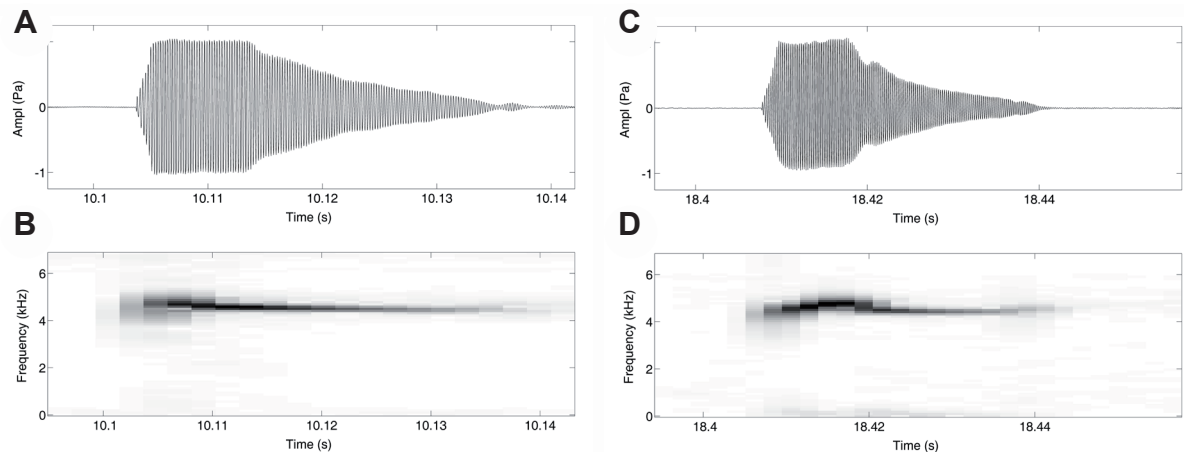 A
Ampl (Pa)
0
-1
10.1 10.11 10.12 10.13 10.14
Time (s)
B
Frequency (kHz)
6
4
2
0
10.1 10.11 10.12 10.13 10.14
Time (s)
C
Ampl (Pa)
0
-1
18.4 18.42 18.44
Time (s)
D
Frequency (kHz)
6
4
2
0
18.4 18.42 18.44
Time (s)